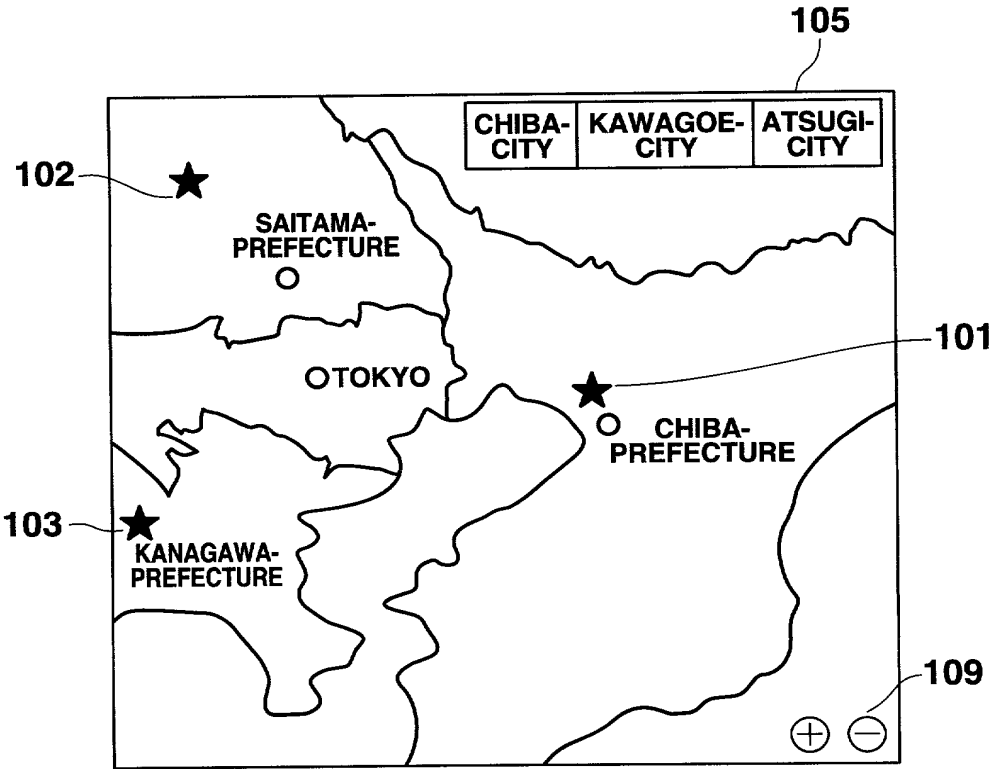 105
CHIBA-
CITY
KAWAGOE-
CITY
ATSUGI-
CITY
102
SAITAMA-
PREFECTURE
101
TOKYO
CHIBA-
PREFECTURE
103
KANAGAWA-
PREFECTURE
109
+
−